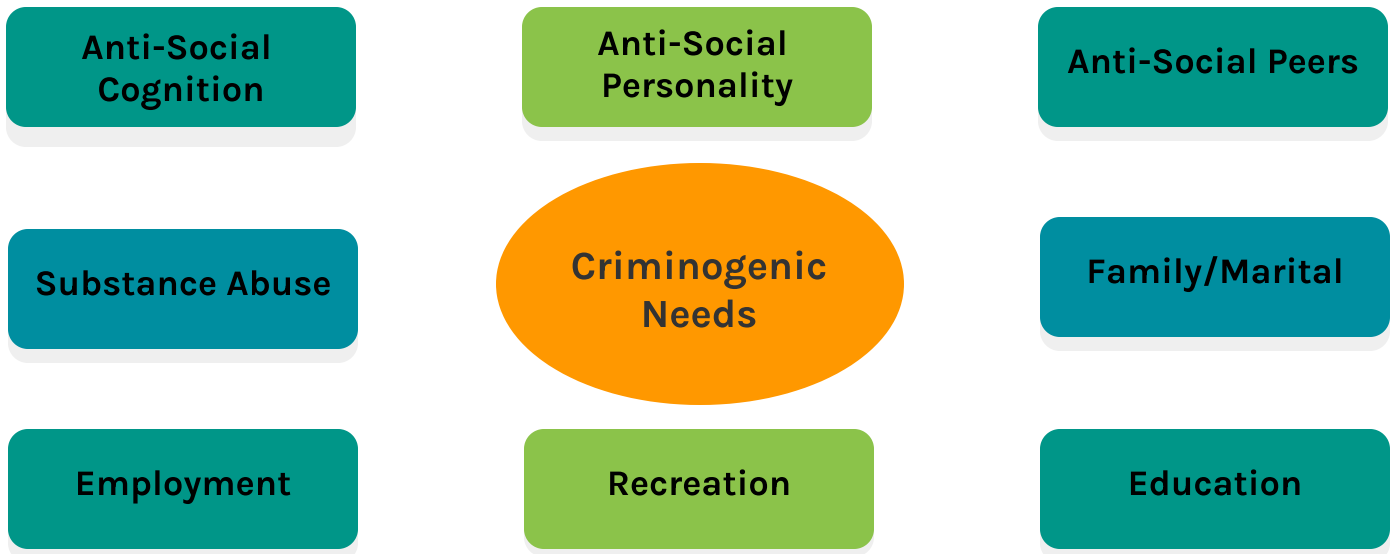 Anti-Social
Cognition
Anti-Social
Personality
Anti-Social Peers
Substance Abuse
Criminogenic
Needs
Family/Marital
Employment
Recreation
Education